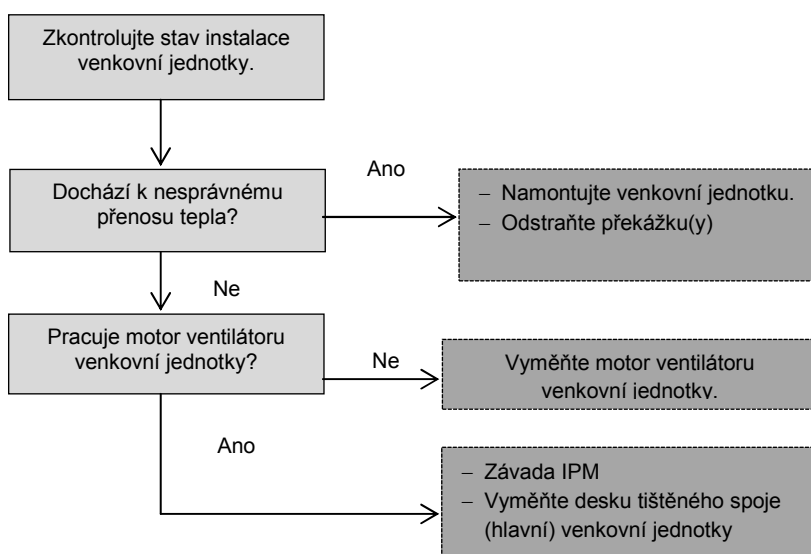 Zkontrolujte stav instalace
venkovní jednotky.
Ano
Dochází k nesprávnému
přenosu tepla?
– Namontujte venkovní jednotku.
– Odstraňte překážku(y)
Ne
Pracuje motor ventilátoru
venkovní jednotky?
Ne
Vyměňte motor ventilátoru
venkovní jednotky.
Ano
– Závada IPM
– Vyměňte desku tištěného spoje
(hlavní) venkovní jednotky